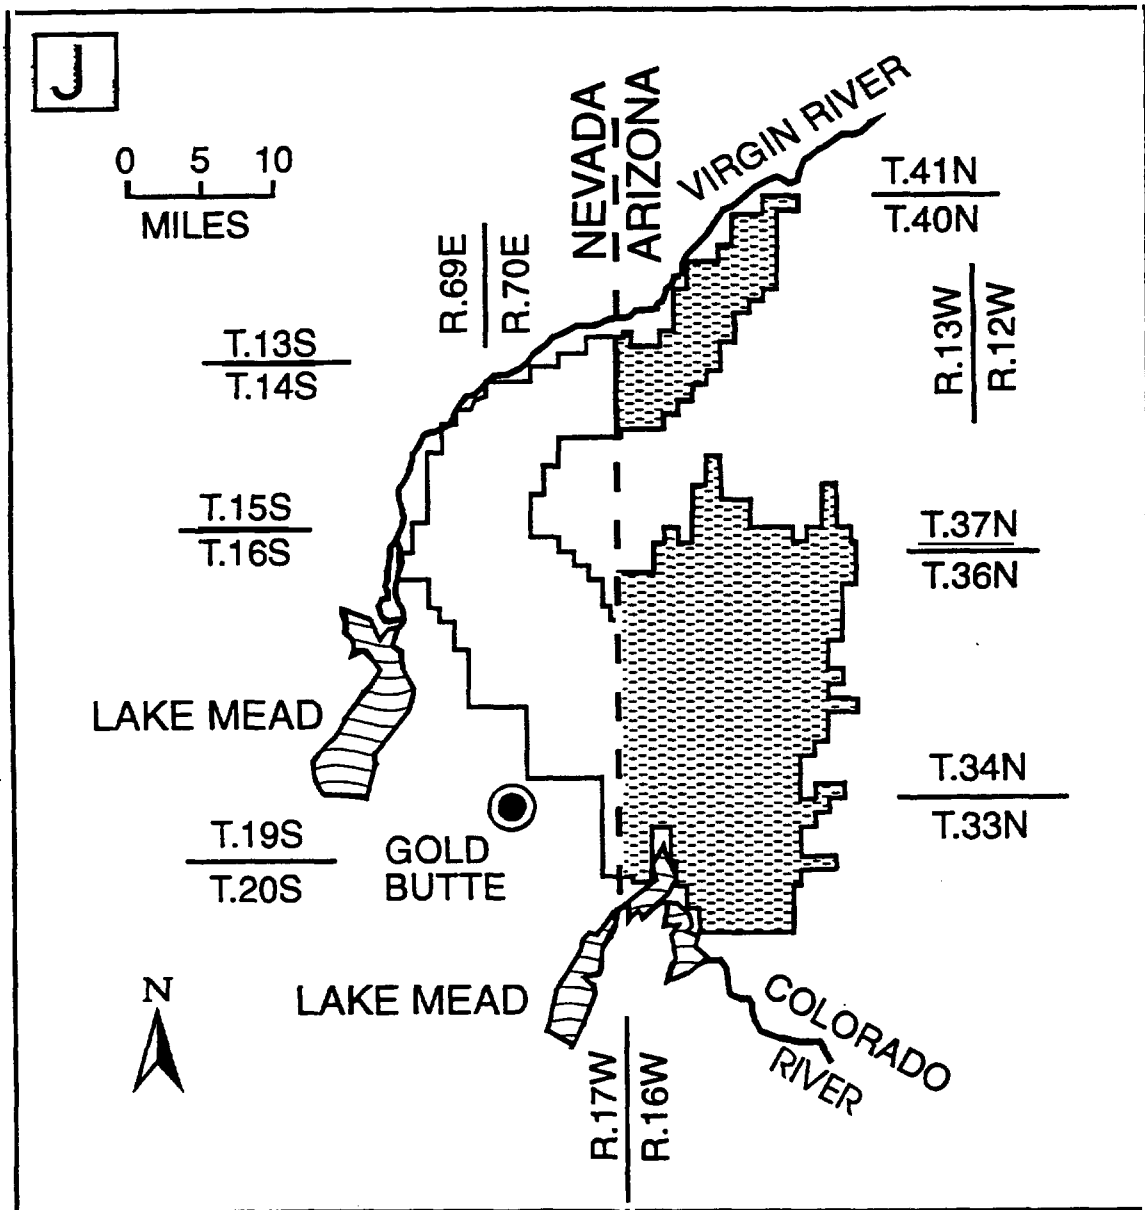 J
0 5 10
MILES
NEVADA
ARIZONA
VIRGIN RIVER
T.41N
T.40N
R.69E
R.70E
R.13W
R.12W
T.13S
T.14S
T.15S
T.16S
T.37N
T.36N
LAKE MEAD
T.34N
T.33N
T.19S
T.20S
GOLD
BUTTE
N
LAKE MEAD
COLORADO
RIVER
R.17W
R.16W